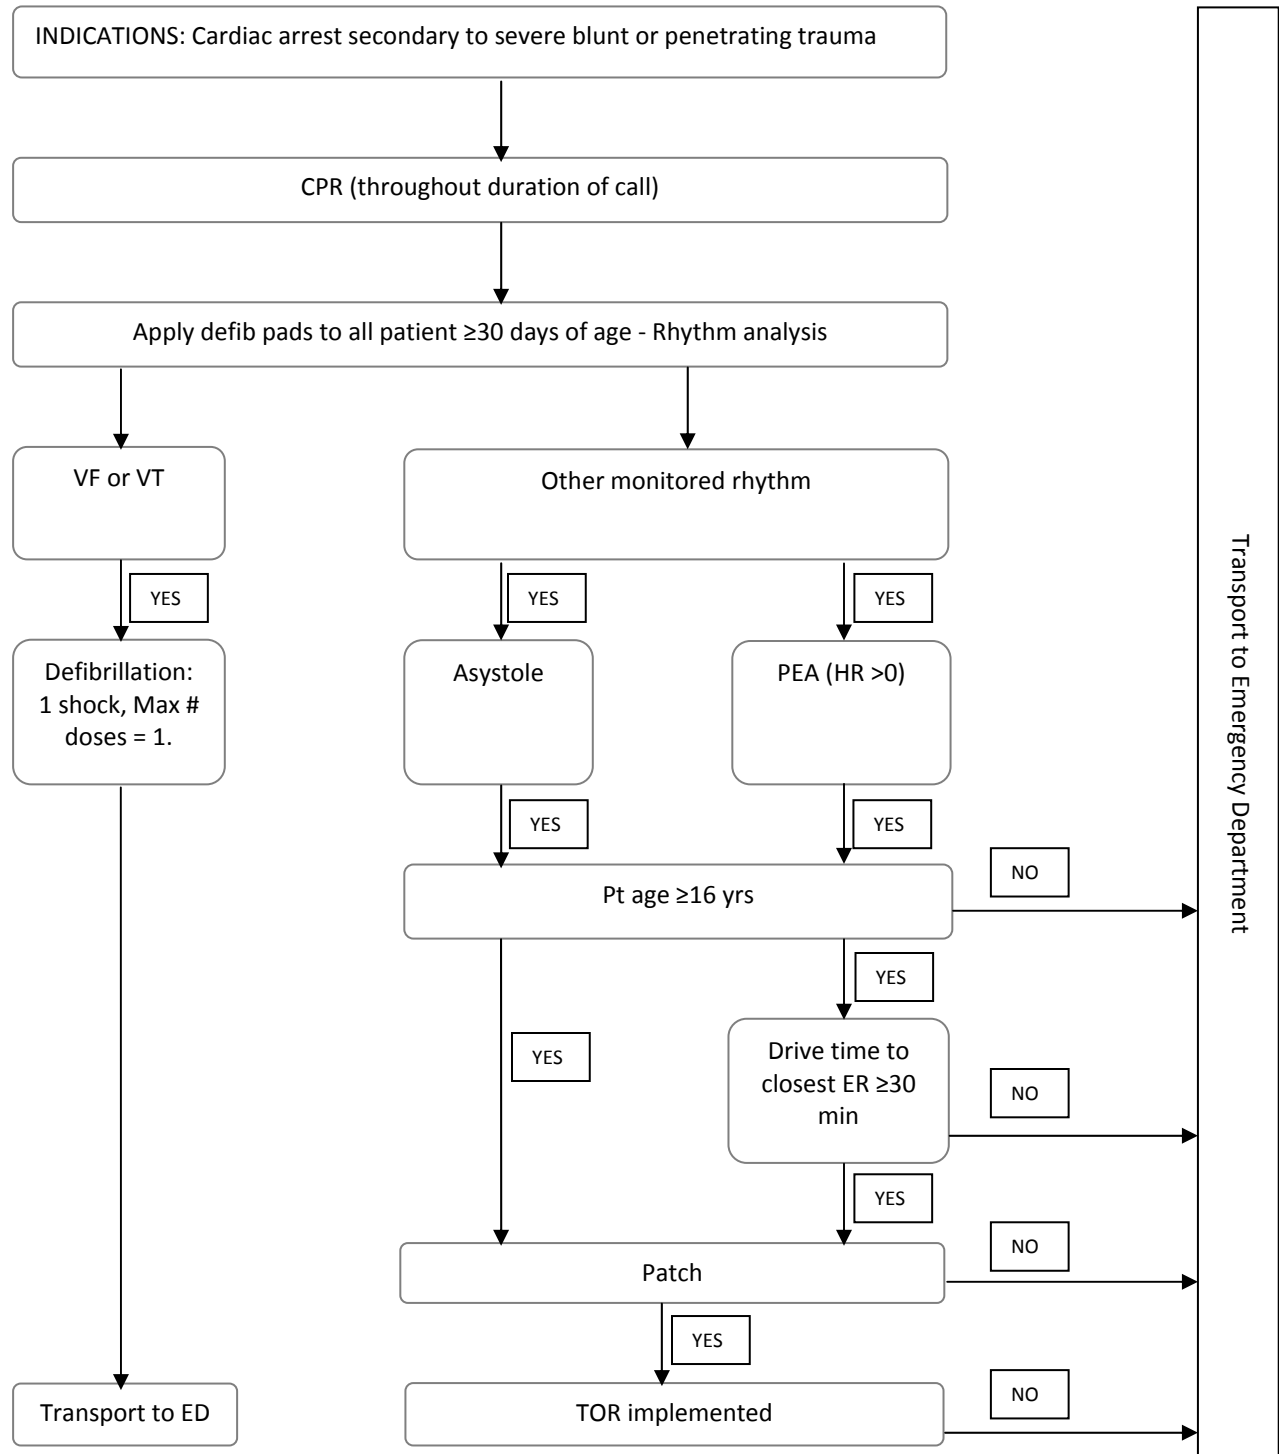 INDICATIONS: Cardiac arrest secondary to severe blunt or penetrating trauma
CPR (throughout duration of call)
Apply defib pads to all patient ≥30 days of age - Rhythm analysis
VF or VT
Other monitored rhythm
YES
YES
YES
Defibrillation:
1 shock, Max #
doses = 1.
Asystole
PEA (HR >0)
YES
YES
Pt age ≥16 yrs
NO
YES
YES
Drive time to
closest ER ≥30
min
NO
YES
Patch
NO
YES
Transport to ED
TOR implemented
NO
Transport to Emergency Department